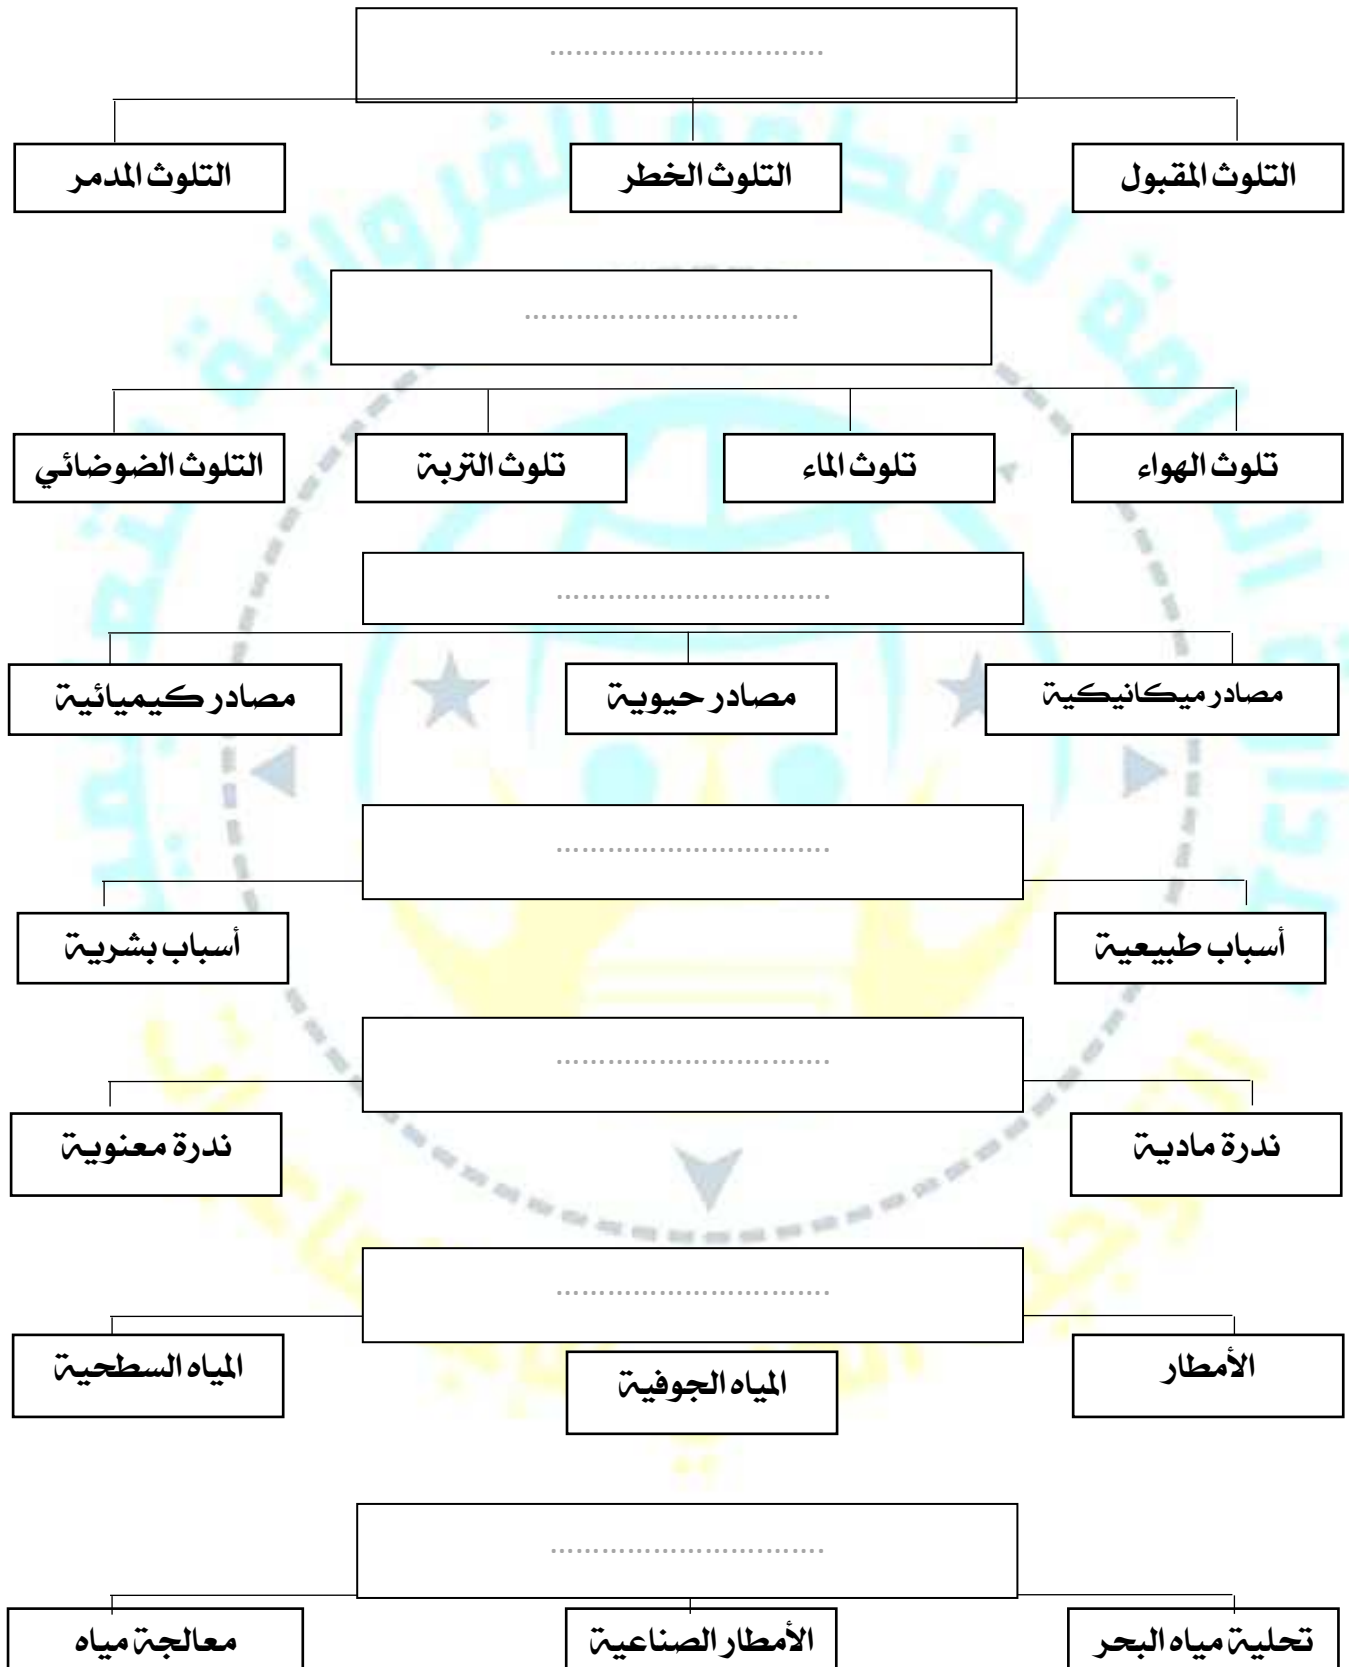 ................................
التلوث المقبول التلوث الخطر التلوث المدمر
................................
تلوث الهواء تلوث الماء تلوث التربة التلوث الضوضائي
................................
مصادر ميكانيكية مصادر حيوية مصادر كيميائية
................................
أسباب طبيعية أسباب بشرية
................................
ندرة مادية ندرة معنوية
................................
الأمطار المياه الجوفية المياه السطحية
................................
تحلية مياه البحر الأمطار الصناعية معالجة مياه